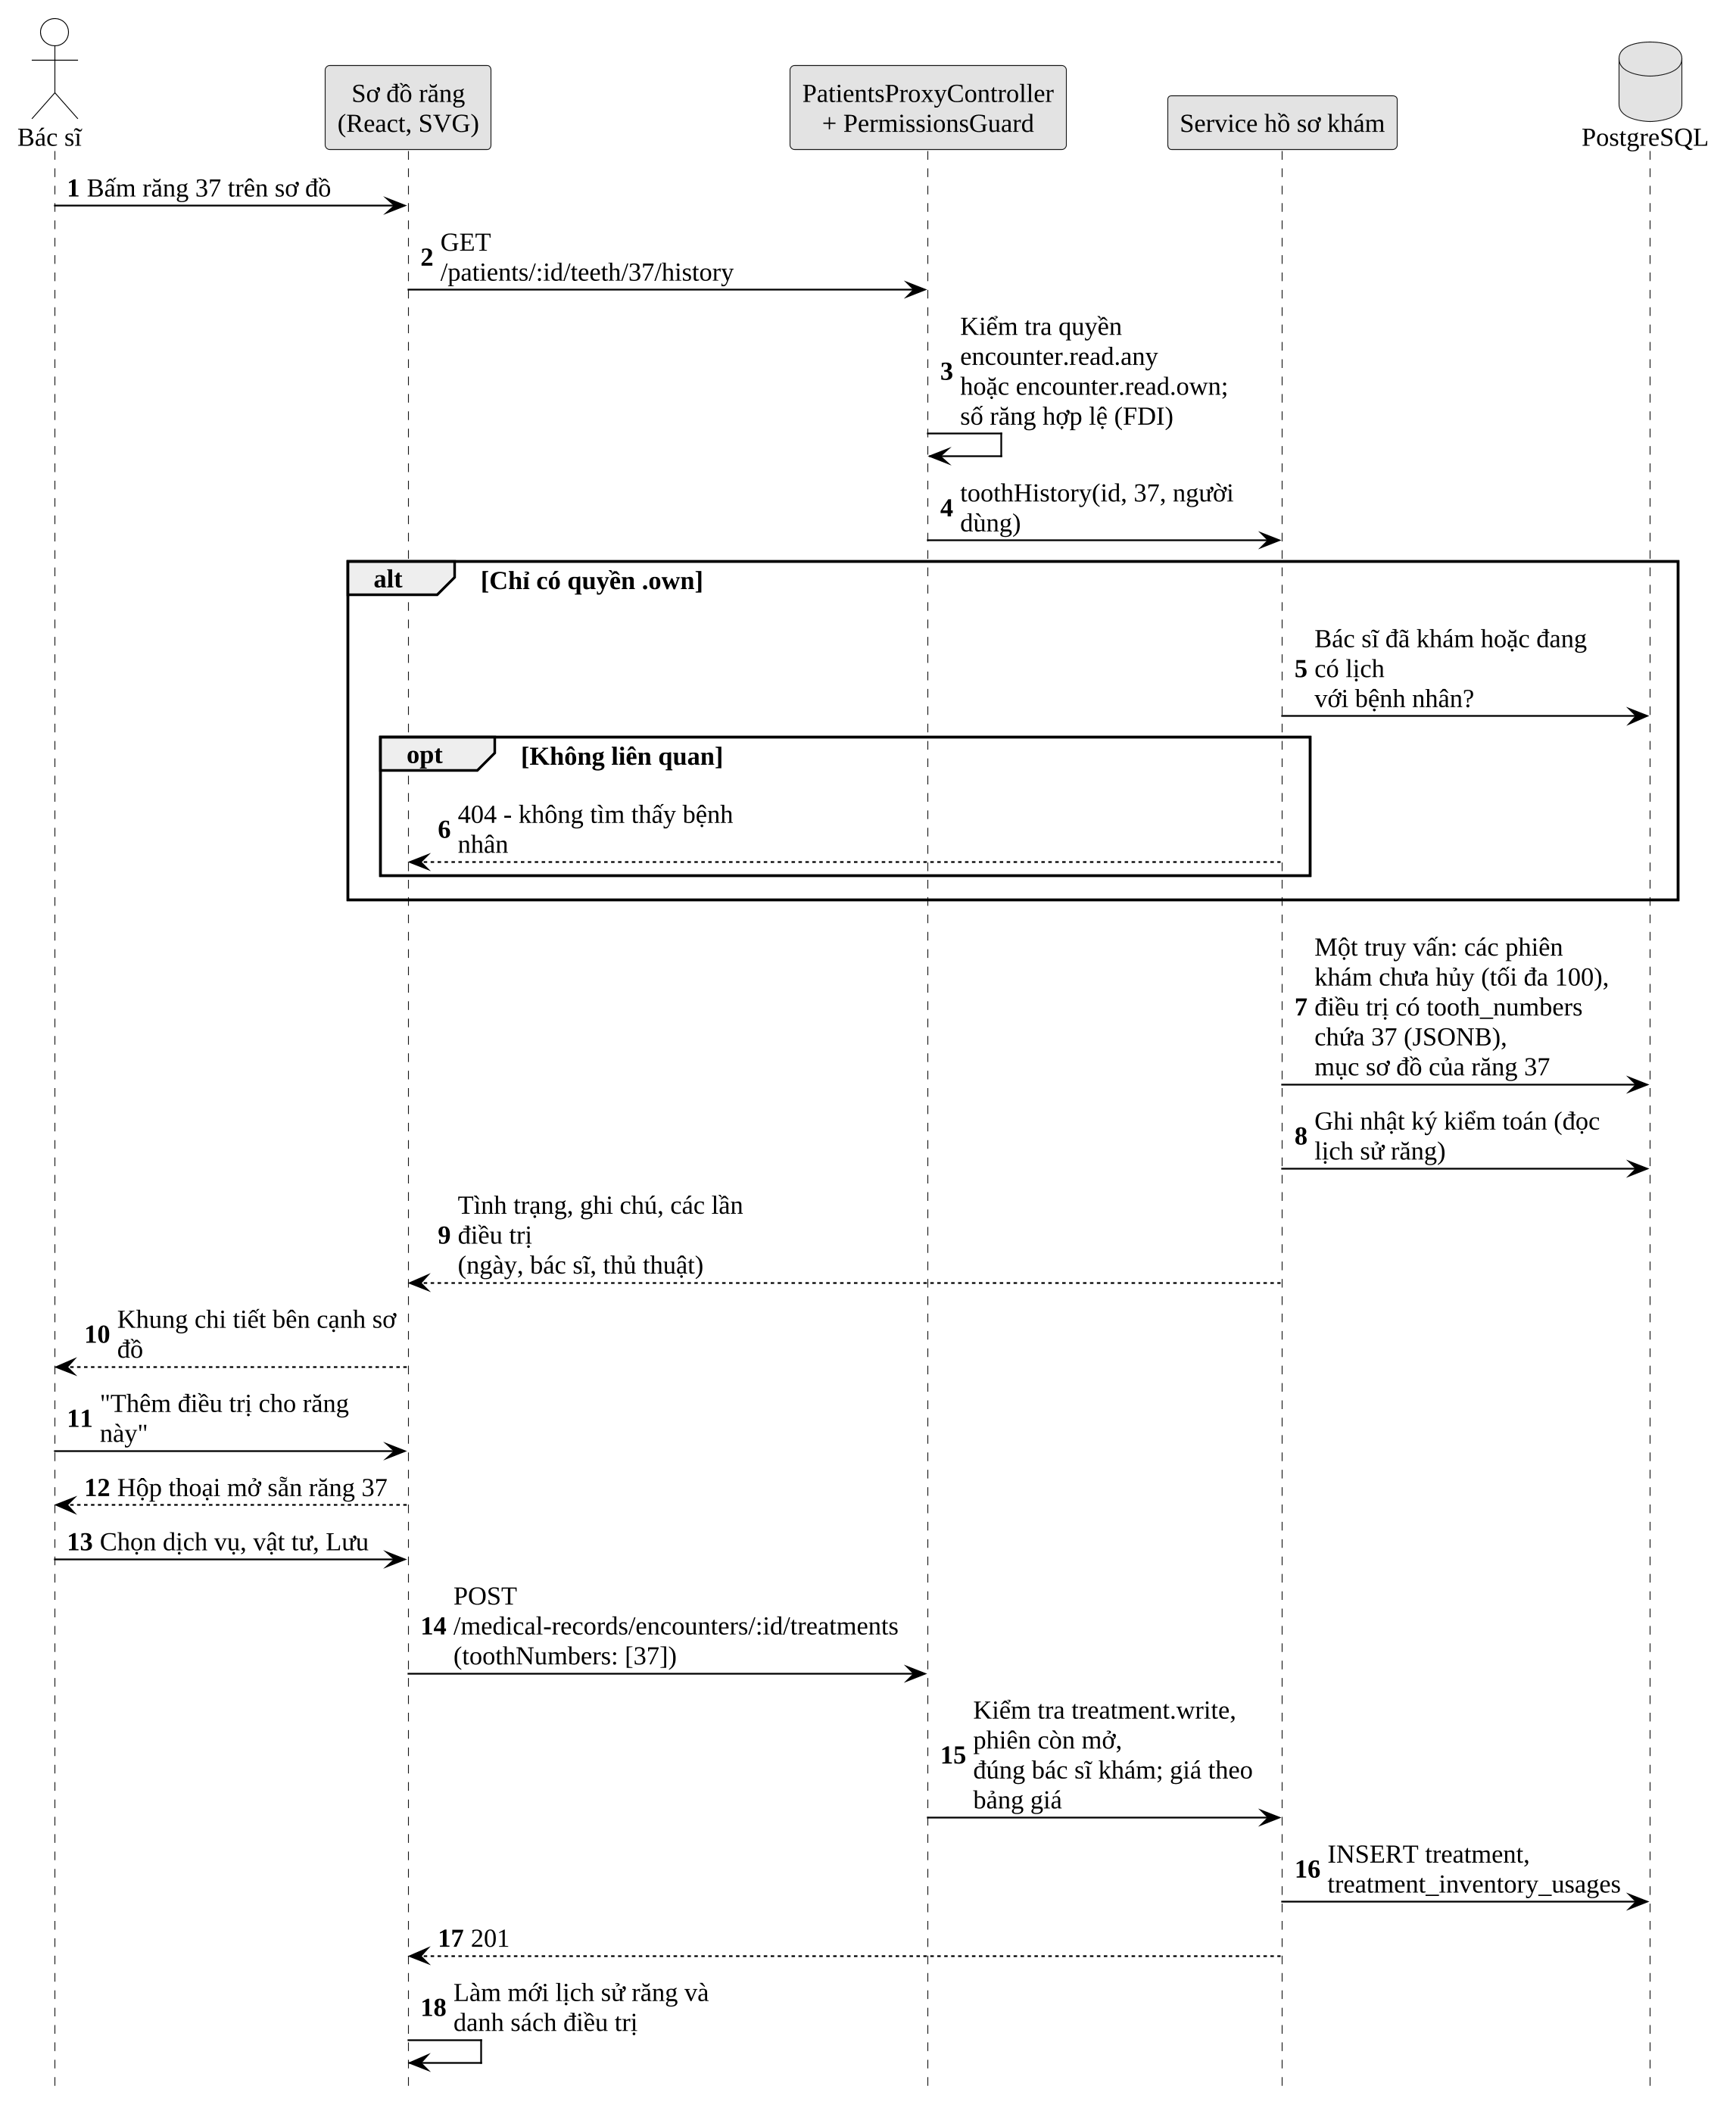 Bác sĩ
Sơ đồ răng
(React, SVG)
PatientsProxyController
+ PermissionsGuard
Service hồ sơ khám
PostgreSQL
1 Bấm răng 37 trên sơ đồ
2 GET
/patients/:id/teeth/37/history
3 Kiểm tra quyền
encounter.read.any
hoặc encounter.read.own;
số răng hợp lệ (FDI)
4 toothHistory(id, 37, người
dùng)
alt [Chỉ có quyền .own]
5 Bác sĩ đã khám hoặc đang
có lịch
với bệnh nhân?
opt [Không liên quan]
6 404 - không tìm thấy bệnh
nhân
7 Một truy vấn: các phiên
khám chưa hủy (tối đa 100),
điều trị có tooth_numbers
chứa 37 (JSONB),
mục sơ đồ của răng 37
8 Ghi nhật ký kiểm toán (đọc
lịch sử răng)
9 Tình trạng, ghi chú, các lần
điều trị
(ngày, bác sĩ, thủ thuật)
10 Khung chi tiết bên cạnh sơ
đồ
11 "Thêm điều trị cho răng
này"
12 Hộp thoại mở sẵn răng 37
13 Chọn dịch vụ, vật tư, Lưu
14 POST
/medical-records/encounters/:id/treatments
(toothNumbers: [37])
15 Kiểm tra treatment.write,
phiên còn mở,
đúng bác sĩ khám; giá theo
bảng giá
16 INSERT treatment,
treatment_inventory_usages
17 201
18 Làm mới lịch sử răng và
danh sách điều trị